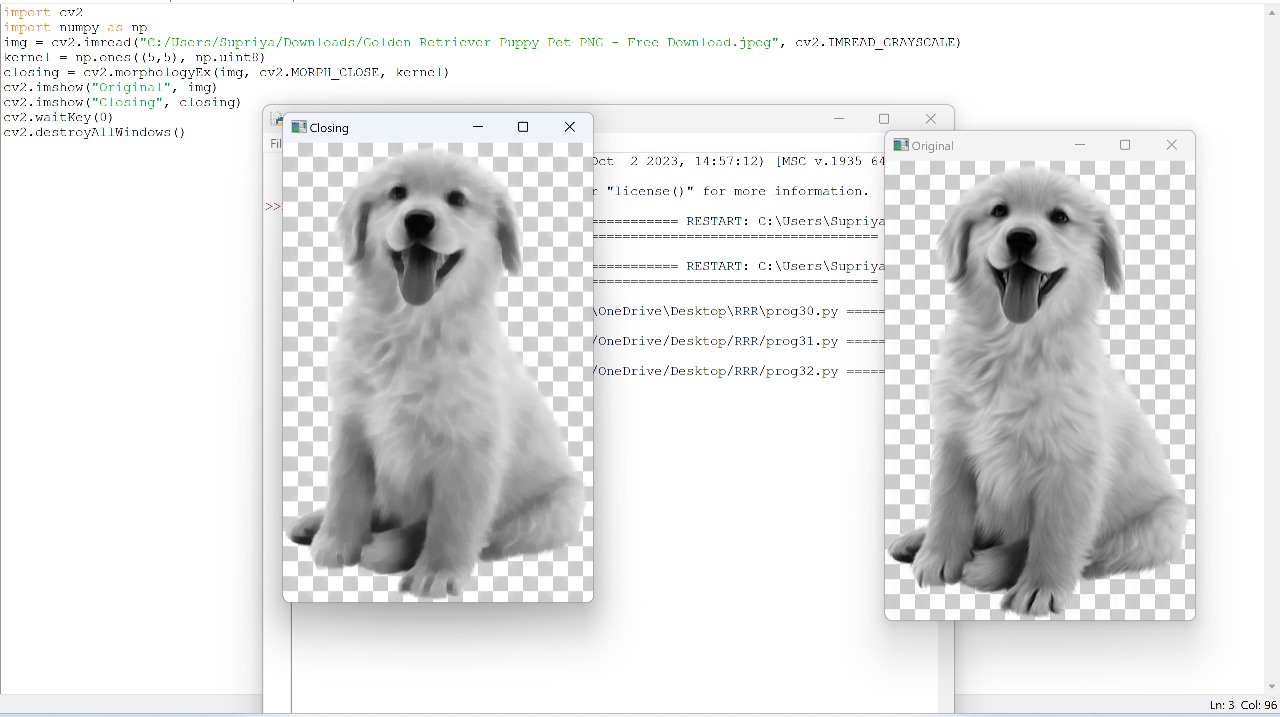 import cv2
import numpy as np
img = cv2.imread("C:/Users/Supriya/Downloads/Golden Retriever Puppy Pet PNG - Free Download.jpeg", cv2.IMREAD_GRAYSCALE)
kernel = np.ones((5,5), np.uint8)
closing = cv2.morphologyEx(img, cv2.MORPH_CLOSE, kernel)
cv2.imshow("Original", img)
cv2.imshow("Closing", closing)
cv2.waitKey(0)
cv2.destroyAllWindows()
Closing
Original
Fil
Oct 2 2023, 14:57:12) [MSC v.1935 64
r "license()" for more information.
>>
=========== RESTART: C:\Users\Supriya
================================
=========== RESTART: C:\Users\Supriya
================================
\OneDrive\Desktop\RRR\prog30.py =====
/OneDrive/Desktop/RRR/prog31.py =====
/OneDrive/Desktop/RRR/prog32.py =====
Ln: 3 Col: 96